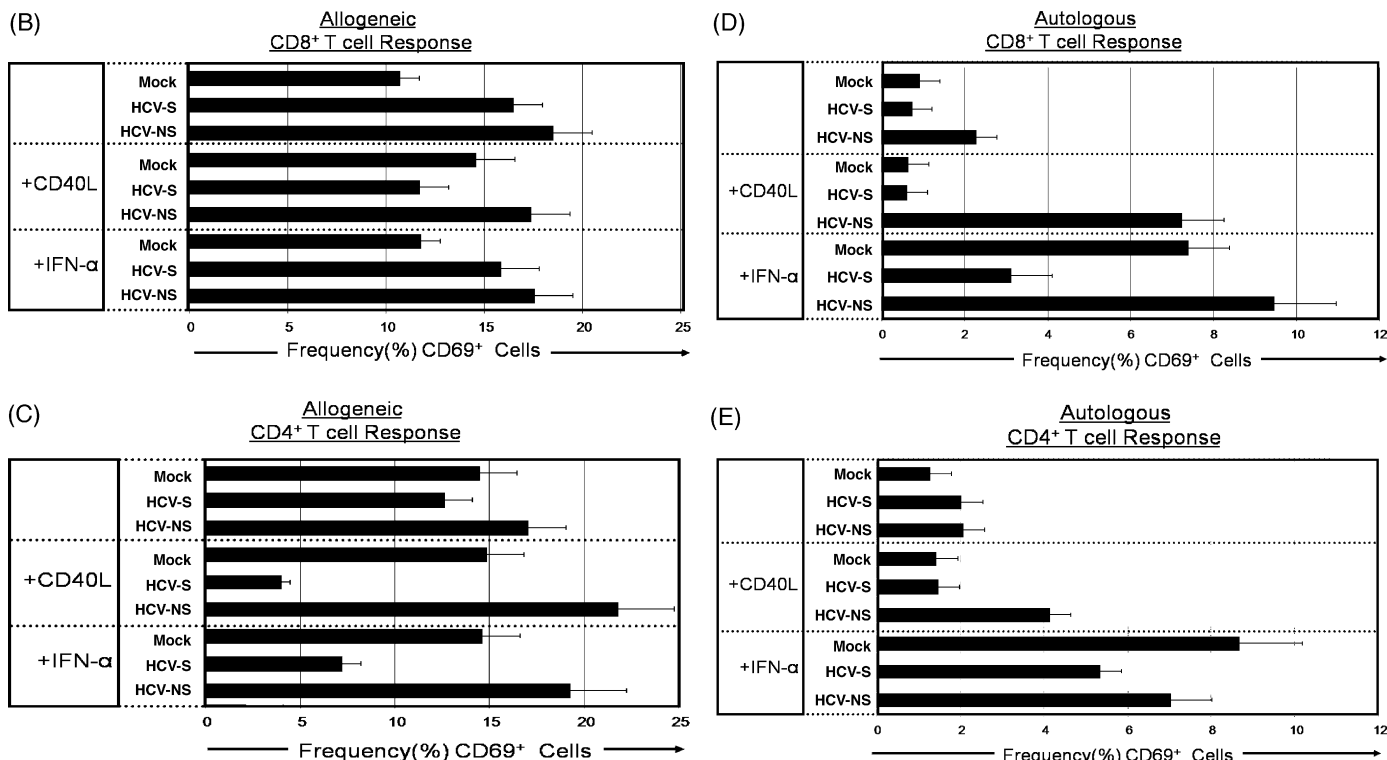 (B)
Allogeneic
CD8⁺ T cell Response
Mock
HCV-S
HCV-NS
+CD40L
Mock
HCV-S
HCV-NS
+IFN-α
Mock
HCV-S
HCV-NS
0 5 10 15 20 25
Frequency(%) CD69⁺ Cells
(C)
Allogeneic
CD4⁺ T cell Response
Mock
HCV-S
HCV-NS
+CD40L
Mock
HCV-S
HCV-NS
+IFN-α
Mock
HCV-S
HCV-NS
0 5 10 15 20 25
Frequency(%) CD69⁺ Cells
(D)
Autologous
CD8⁺ T cell Response
Mock
HCV-S
HCV-NS
+CD40L
Mock
HCV-S
HCV-NS
+IFN-α
Mock
HCV-S
HCV-NS
0 2 4 6 8 10 12
Frequency(%) CD69⁺ Cells
(E)
Autologous
CD4⁺ T cell Response
Mock
HCV-S
HCV-NS
+CD40L
Mock
HCV-S
HCV-NS
+IFN-α
Mock
HCV-S
HCV-NS
0 2 4 6 8 10 12
Frequency(%) CD69⁺ Cells